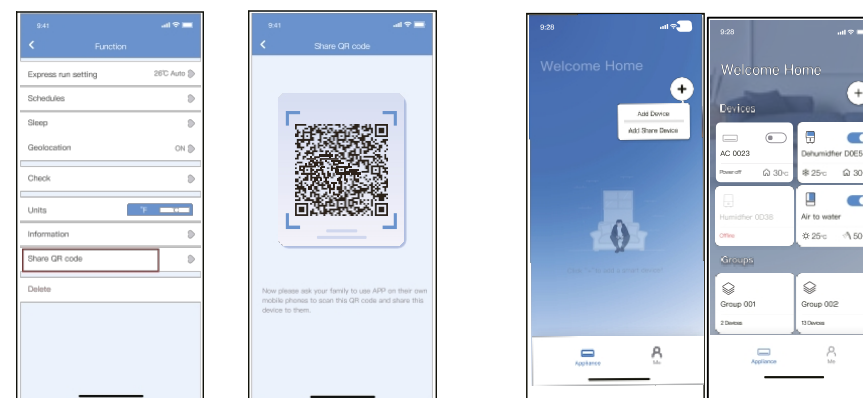 9:41
Function
Express run setting
26°C Auto
Schedules
Sleep
Geolocation
ON
Check
Units
°F
Information
Share QR code
Delete
9:41
Share QR code
Now please ask your family to use APP on their own
mobile phones to scan this QR code and share this
device to them.
9:28
Welcome Home
Add Device
Add Share Device
Appliance
Me
9:28
Welcome Home
Devices
AC 0023
Power off
30°c
Dehumidifier D0E5
25°c
30
Humidifier 0D36
Offline
Air to water
25°c
50
Groups
Group 001
2 Devices
Group 002
13 Devices
Appliance
Me